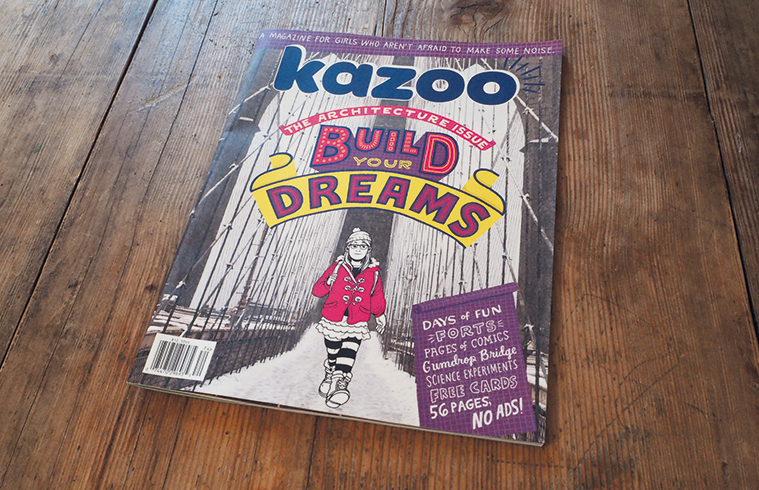 A MAGAZINE FOR GIRLS WHO AREN'T AFRAID TO MAKE SOME NOISE.
kazoo
THE ARCHITECTURE ISSUE
BUILD
YOUR
DREAMS
DAYS of FUN
FORTS
PAGES of COMICS
Gumdrop Bridge
SCIENCE EXPERIMENTS
FREE CARDS
56 PAGES.
NO ADS!